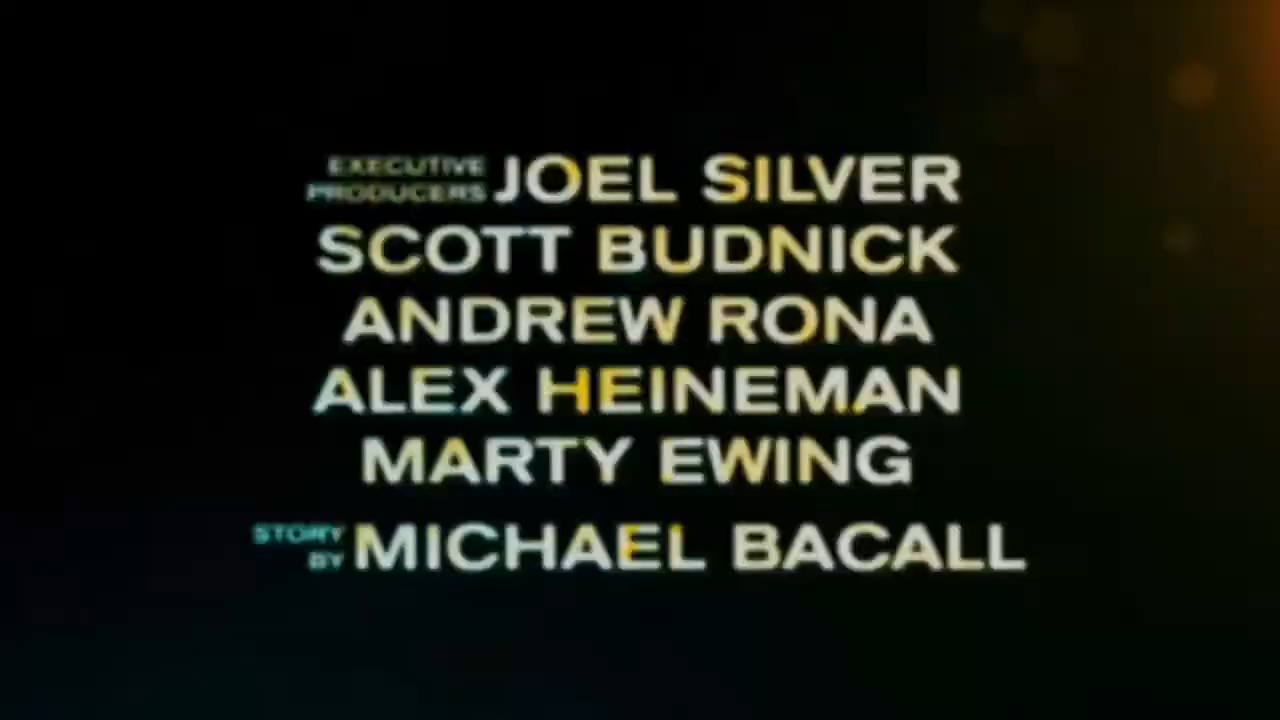 EXECUTIVE PRODUCERS JOEL SILVER
SCOTT BUDNICK
ANDREW RONA
ALEX HEINEMAN
MARTY EWING
STORY BY MICHAEL BACALL